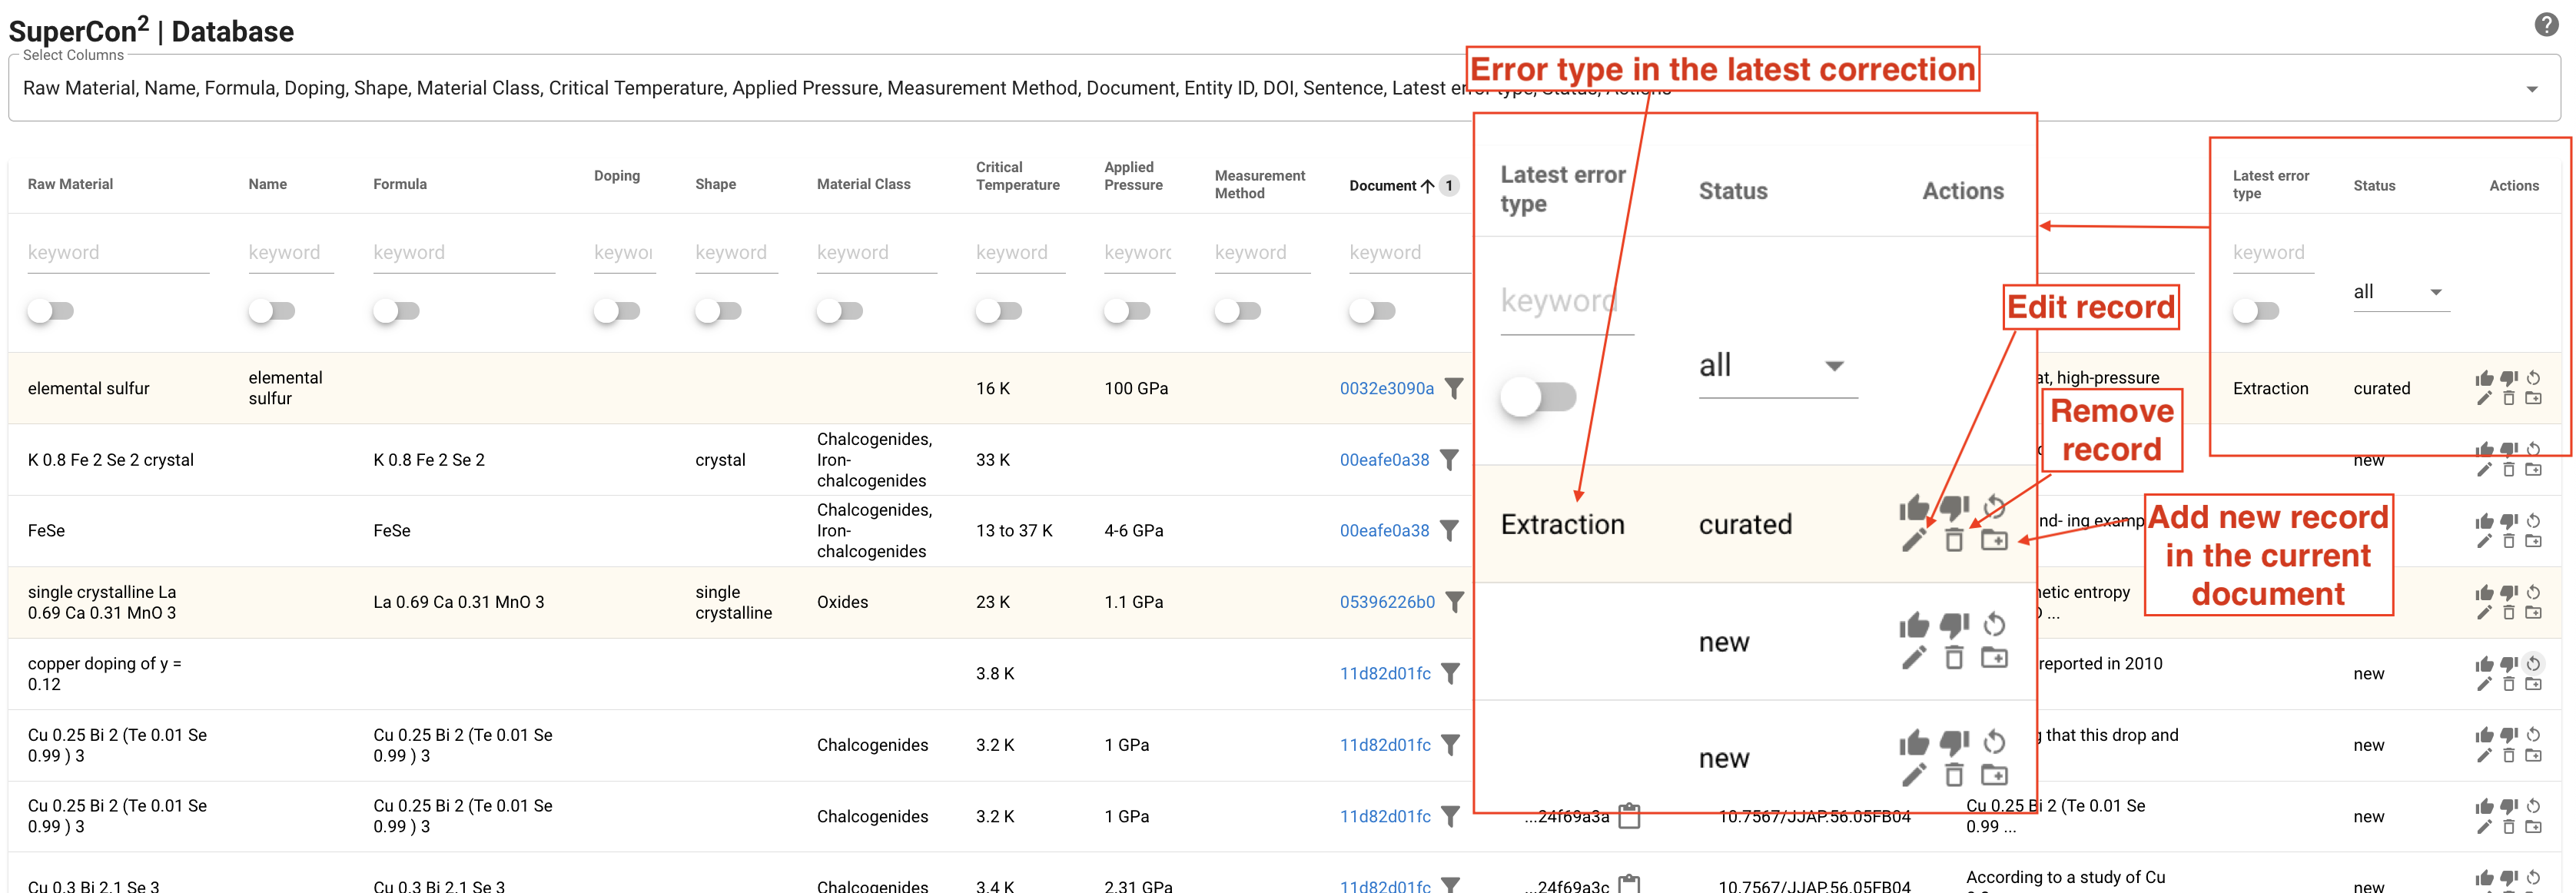 SuperCon2 | Database
Select Columns
Raw Material, Name, Formula, Doping, Shape, Material Class, Critical Temperature, Applied Pressure, Measurement Method, Document, Entity ID, DOI, Sentence, Latest error type, Status, Actions
Error type in the latest correction
Raw Material
Name
Formula
Doping
Shape
Material Class
Critical
Temperature
Applied
Pressure
Measurement
Method
Document 1
Latest error
type
Status
Actions
Latest error
type
Status
Actions
keyword
keyword
keyword
keywor
keyword
keyword
keyword
keyword
keyword
keyword
keyword
keyword
all
all
Edit record
Remove
record
Add new record
in the current
document
Extraction
curated
new
new
elemental sulfur
elemental
sulfur
16 K
100 GPa
0032e3090a
at, high-pressure
Extraction
curated
K 0.8 Fe 2 Se 2 crystal
K 0.8 Fe 2 Se 2
crystal
Chalcogenides,
Iron-
chalcogenides
33 K
00eafe0a38
new
FeSe
FeSe
Chalcogenides,
Iron-
chalcogenides
13 to 37 K
4-6 GPa
00eafe0a38
nd- ing examp
single crystalline La
0.69 Ca 0.31 MnO 3
La 0.69 Ca 0.31 MnO 3
single
crystalline
Oxides
23 K
1.1 GPa
05396226b0
netic entropy
...
copper doping of y =
0.12
3.8 K
11d82d01fc
reported in 2010
new
Cu 0.25 Bi 2 (Te 0.01 Se
0.99 ) 3
Cu 0.25 Bi 2 (Te 0.01 Se
0.99 ) 3
Chalcogenides
3.2 K
1 GPa
11d82d01fc
g that this drop and
new
Cu 0.25 Bi 2 (Te 0.01 Se
0.99 ) 3
Cu 0.25 Bi 2 (Te 0.01 Se
0.99 ) 3
Chalcogenides
3.2 K
1 GPa
11d82d01fc
...24f69a3a
10.7567/JJAP.56.05FB04
Cu 0.25 Bi 2 (Te 0.01 Se
0.99 ...
new
Cu 0.3 Bi 2.1 Se 3
Cu 0.3 Bi 2.1 Se 3
Chalcogenides
3.4 K
2.31 GPa
11d82d01fc
...24f69a3c
10.7567/JJAP.56.05FB04
According to a study of Cu
new